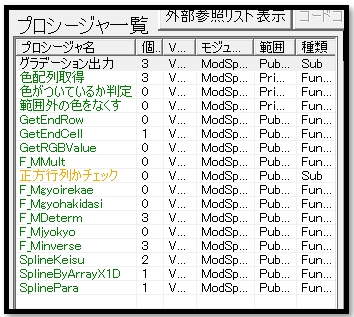 プロシージャ一覧 外部参照リスト表示 コードコ
プロシージャ名 個... V... モジュ... 範囲 種類
グラデーション出力 3 V... ModSp... Pub... Sub
色配列取得 3 V... ModSp... Pri... Fun...
色がついているか判定 0 V... ModSp... Pri... Fun...
範囲外の色をなくす 0 V... ModSp... Pri... Fun...
GetEndRow 0 V... ModSp... Pub... Fun...
GetEndCell 1 V... ModSp... Pub... Fun...
GetRGBValue 0 V... ModSp... Pub... Fun...
F_MMult 0 V... ModSp... Pub... Fun...
正方行列かチェック 0 V... ModSp... Pub... Sub
F_Mgyoirekae 0 V... ModSp... Pub... Fun...
F_Mgyohakidasi 0 V... ModSp... Pub... Fun...
F_MDeterm 3 V... ModSp... Pub... Fun...
F_Mjyokyo 0 V... ModSp... Pub... Fun...
F_Minverse 3 V... ModSp... Pub... Fun...
SplineKeisu 2 V... ModSp... Pub... Fun...
SplineByArrayX1D 1 V... ModSp... Pub... Fun...
SplinePara 1 V... ModSp... Pub... Fun...